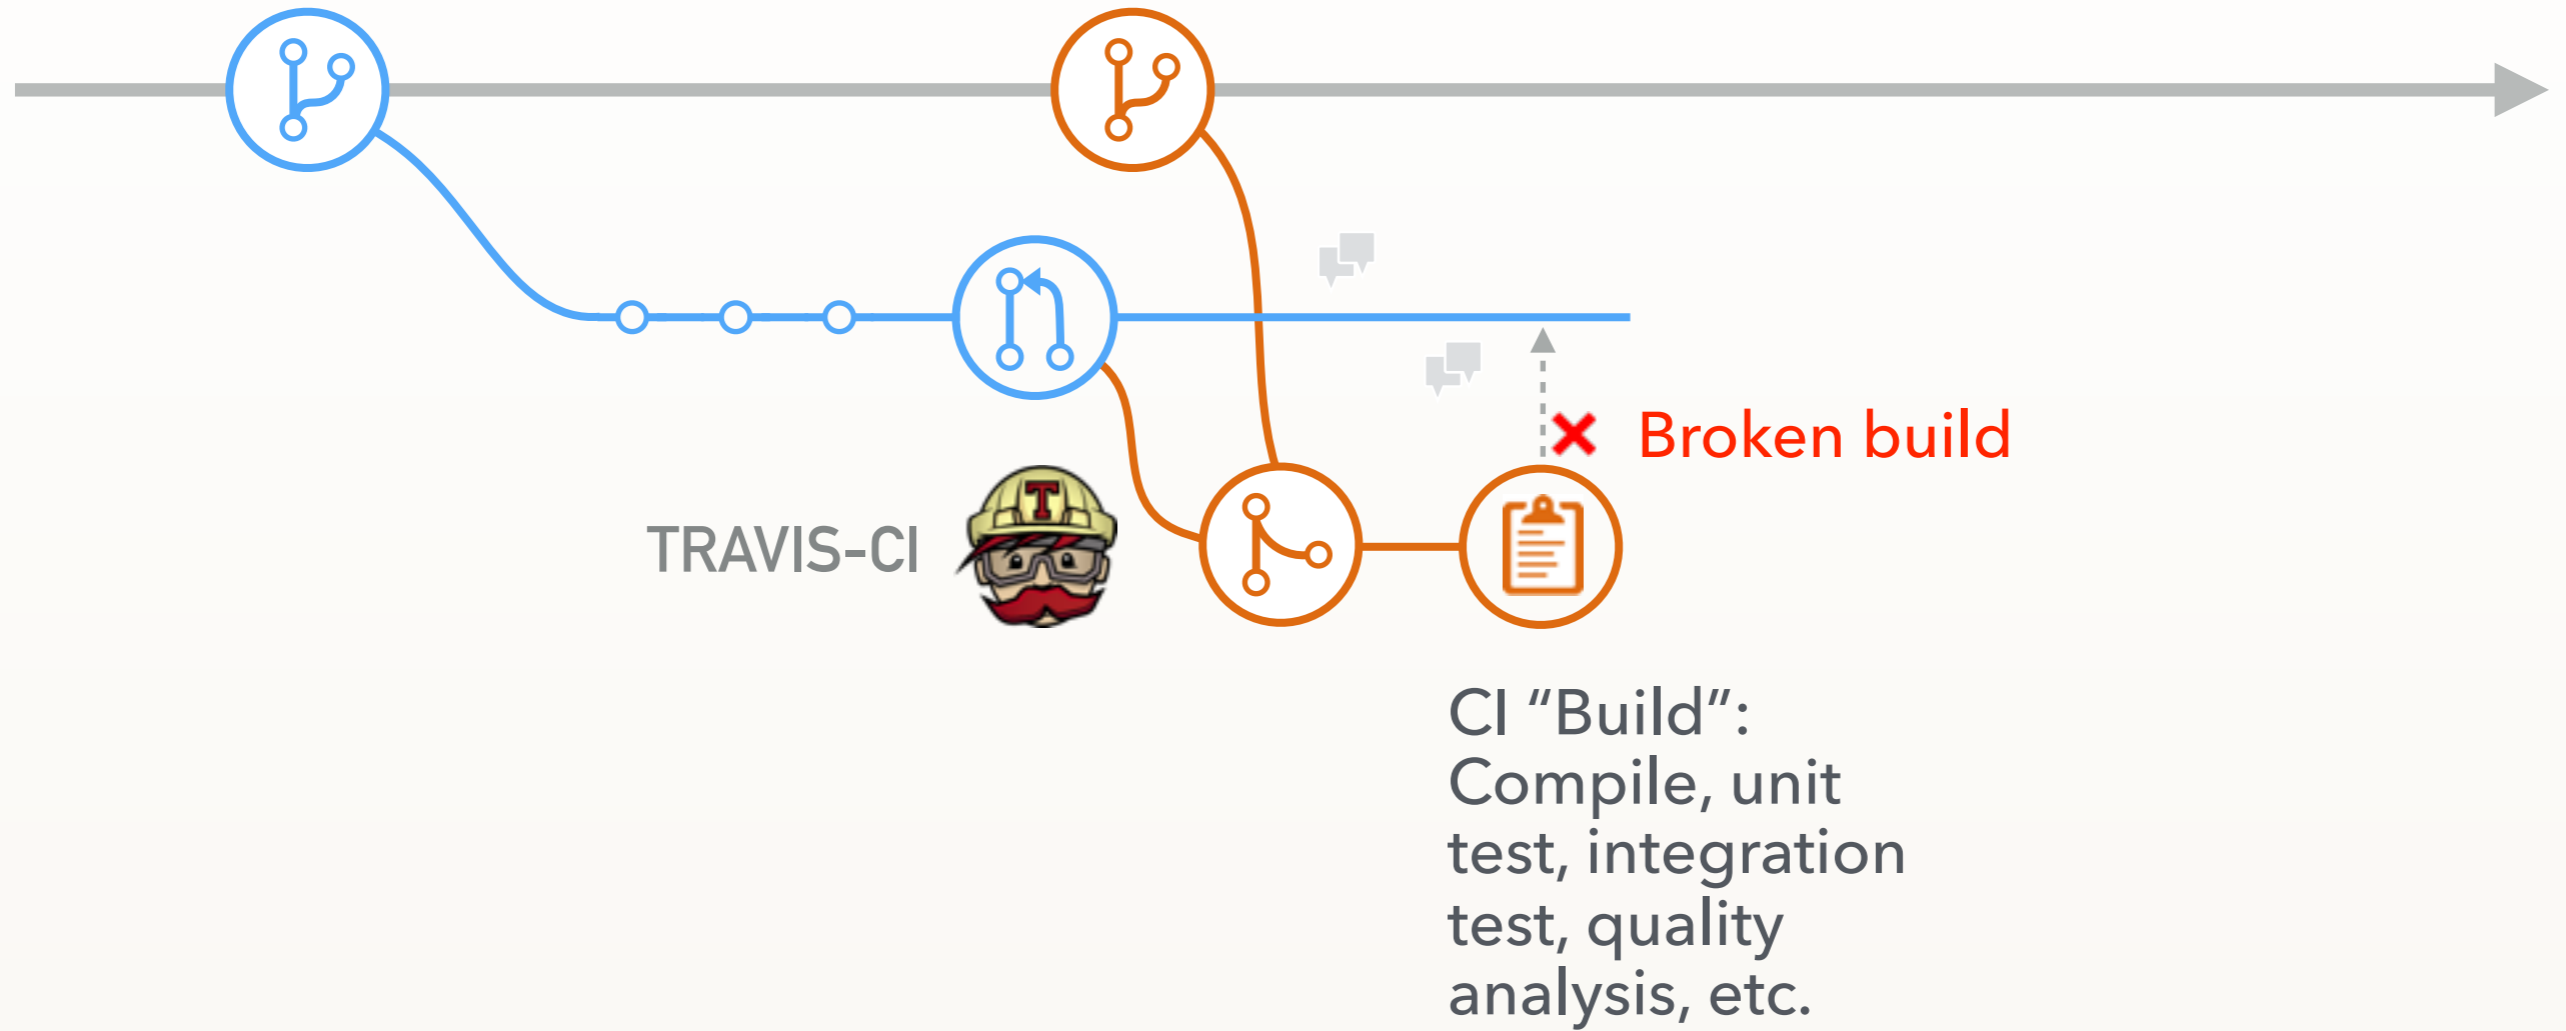 Broken build
T
TRAVIS-CI
CI “Build”:
Compile, unit
test, integration
test, quality
analysis, etc.